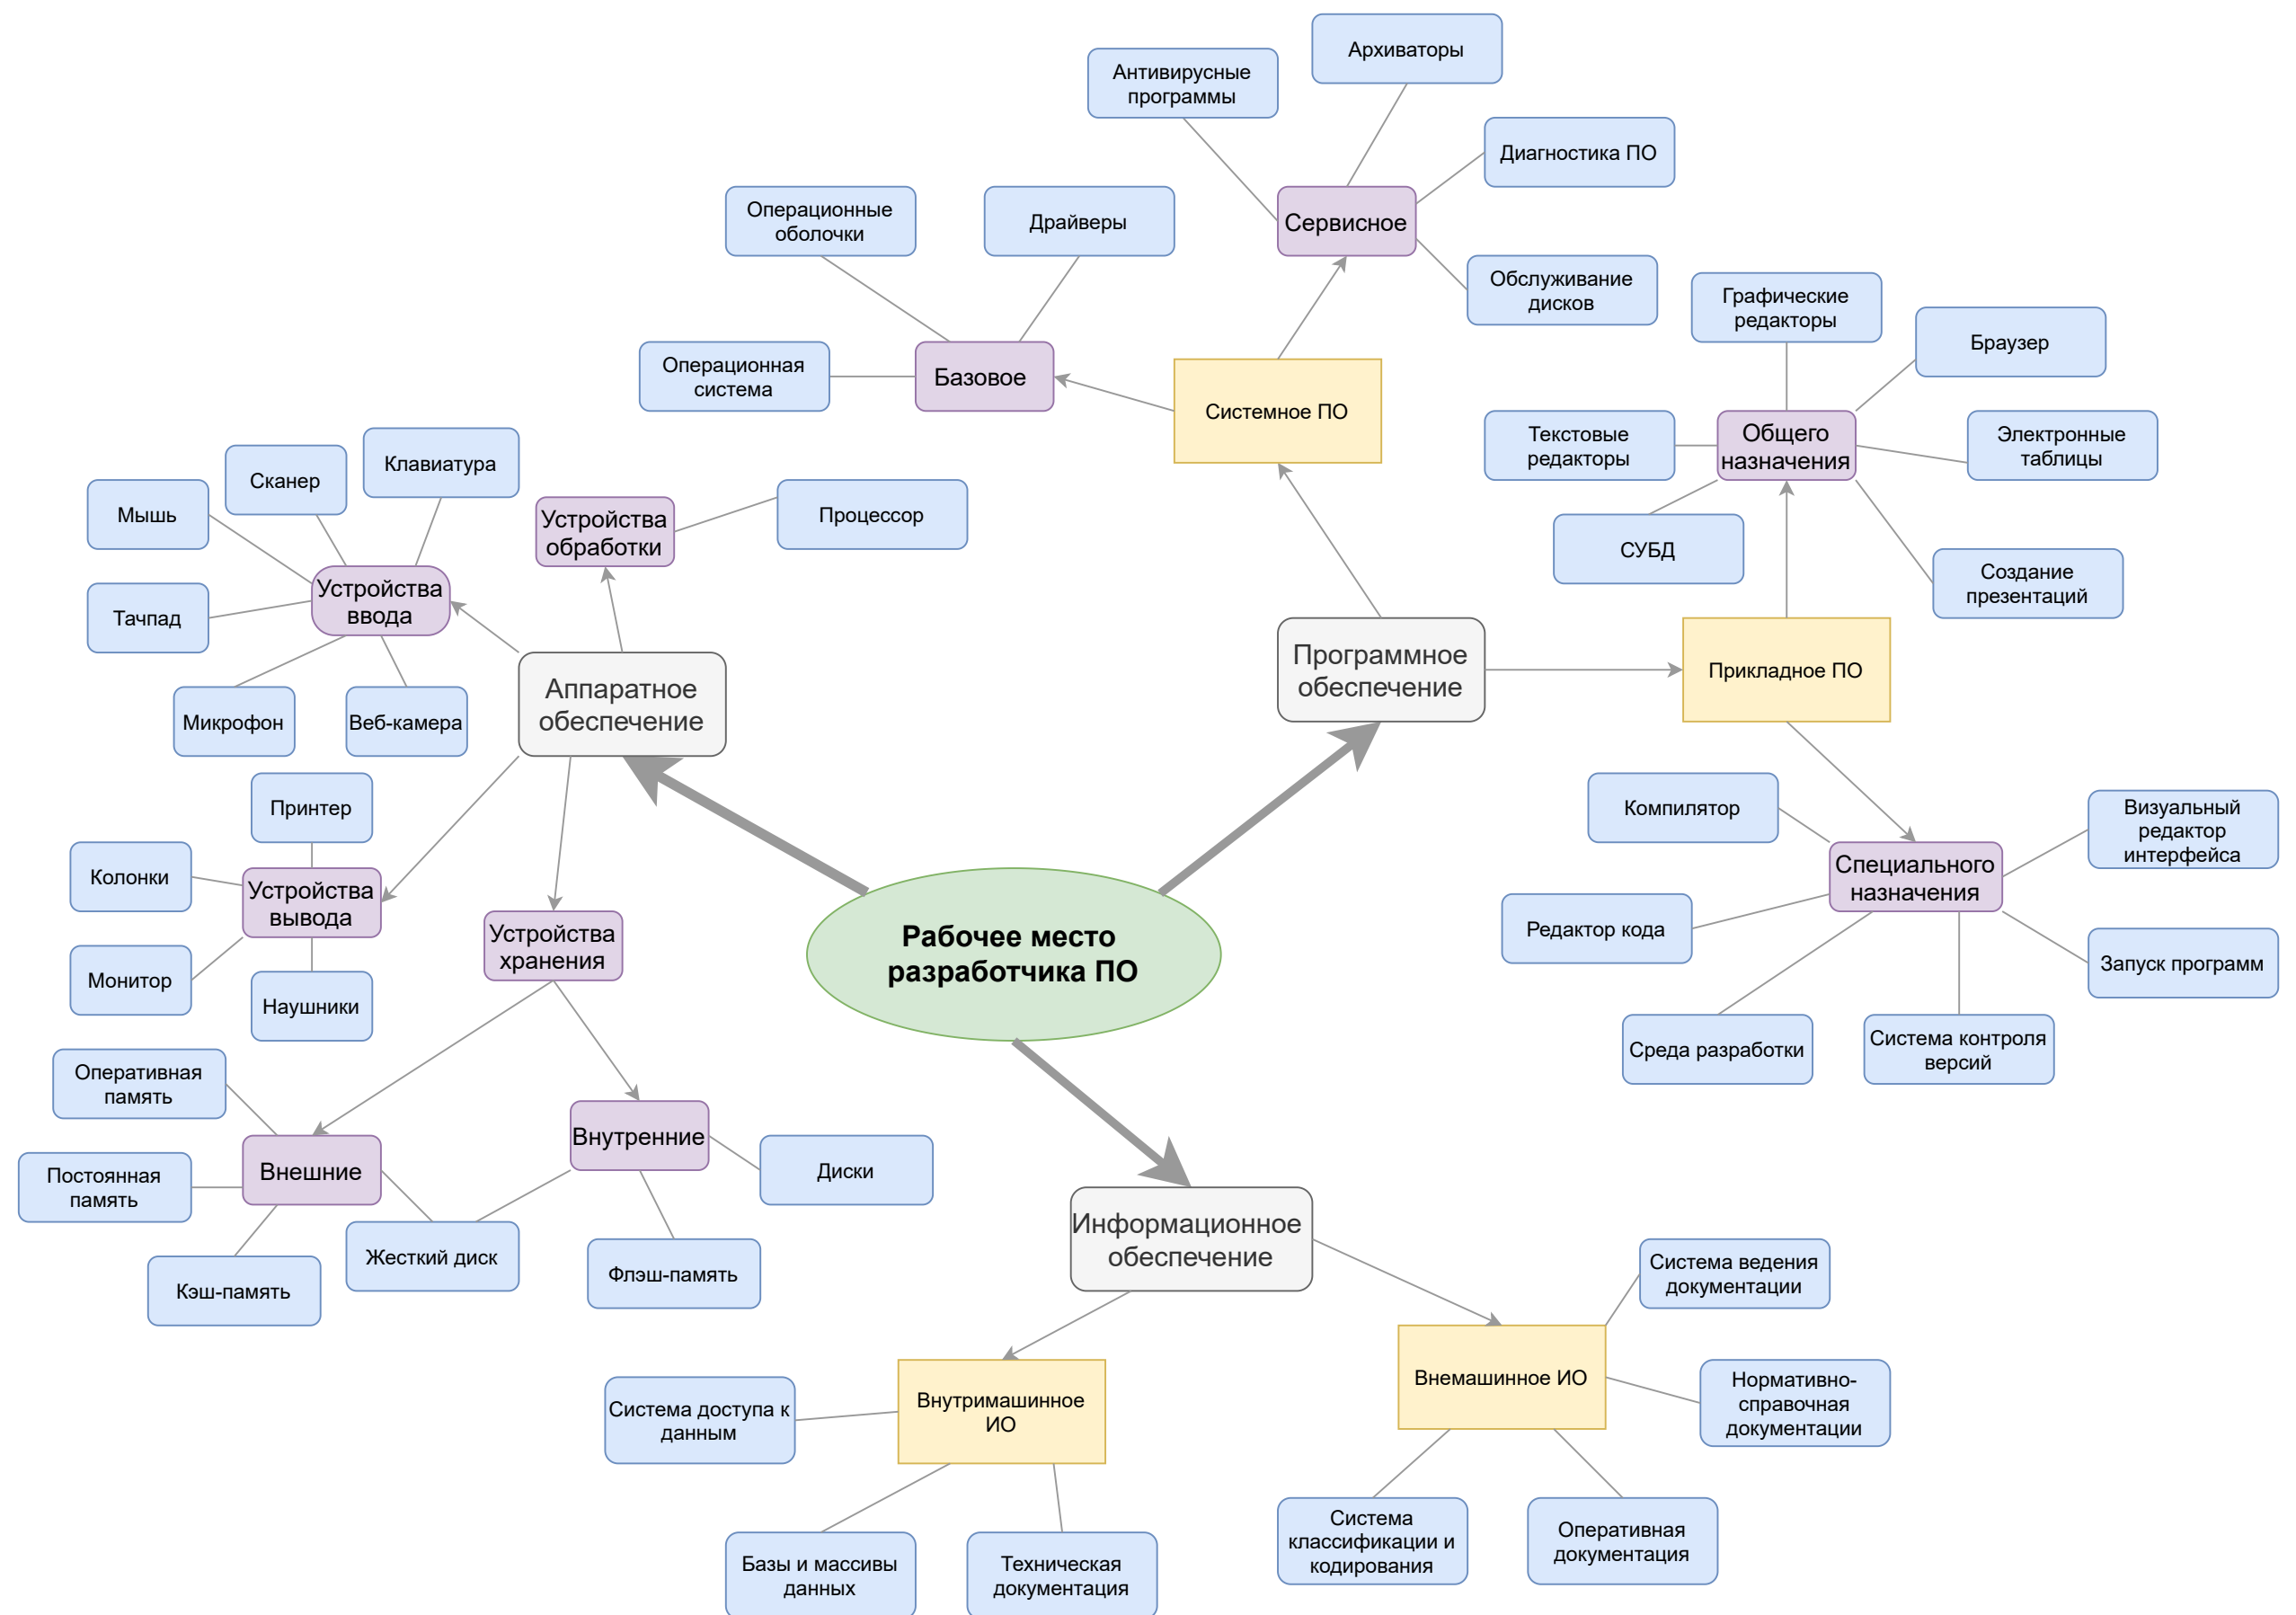 Архиваторы
Антивирусные
программы
Диагностика ПО
Операционные
оболочки
Драйверы
Сервисное
Обслуживание
дисков
Графические
редакторы
Браузер
Операционная
система
Базовое
Системное ПО
Текстовые
редакторы
Общего
назначения
Электронные
таблицы
Клавиатура
Сканер
Мышь
Устройства
обработки
Процессор
СУБД
Создание
презентаций
Устройства
ввода
Тачпад
Микрофон
Веб-камера
Аппаратное
обеспечение
Программное
обеспечение
Прикладное ПО
Принтер
Колонки
Устройства
вывода
Монитор
Наушники
Устройства
хранения
Рабочее место
разработчика ПО
Компилятор
Визуальный
редактор
интерфейса
Специального
назначения
Редактор кода
Запуск программ
Среда разработки
Система контроля
версий
Оперативная
память
Внешние
Внутренние
Диски
Постоянная
память
Кэш-память
Жесткий диск
Флэш-память
Информационное
обеспечение
Система ведения
документации
Внутримашинное
ИО
Внемашинное ИО
Нормативно-
справочная
документации
Система доступа к
данным
Базы и массивы
данных
Техническая
документация
Система
классификации и
кодирования
Оперативная
документация